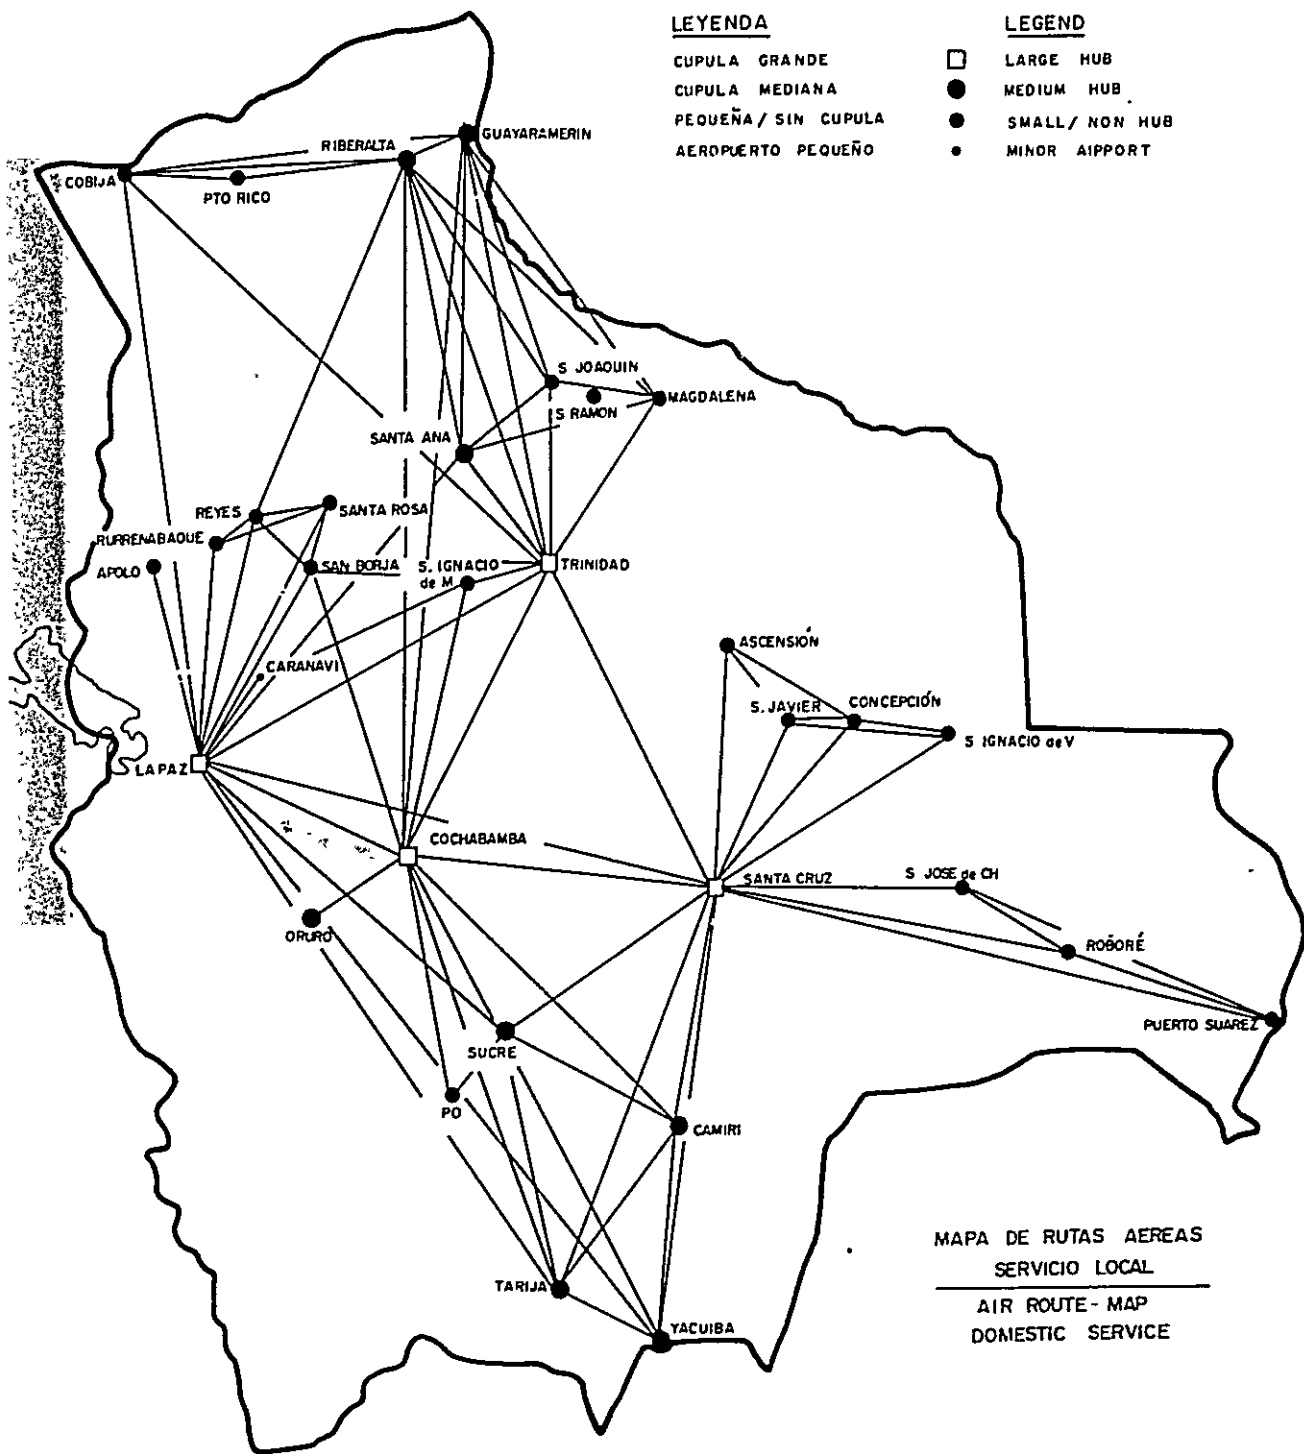 LEYENDA LEGEND
CUPULA GRANDE LARGE HUB
CUPULA MEDIANA MEDIUM HUB
PEQUEÑA / SIN CUPULA SMALL / NON HUB
AEROPUERTO PEQUEÑO MINOR AIPPORT
GUAYARAMERIN
RIBERALTA
COBIJA
PTO RICO
S JOAQUIN
MAGDALENA
S RAMON
SANTA ANA
SANTA ROSA
REYES
RURRENABAQUE
APOLO
SAN BORJA
S. IGNACIO
de M
TRINIDAD
CARANAVI
ASCENSIÓN
S. JAVIER
CONCEPCIÓN
S IGNACIO de V
LA PAZ
COCHABAMBA
SANTA CRUZ
S JOSE de CH
ORURO
ROBORÉ
PUERTO SUAREZ
SUCRE
PO
CAMIRI
TARIJA
YACUIBA
MAPA DE RUTAS AEREAS
SERVICIO LOCAL
AIR ROUTE - MAP
DOMESTIC SERVICE